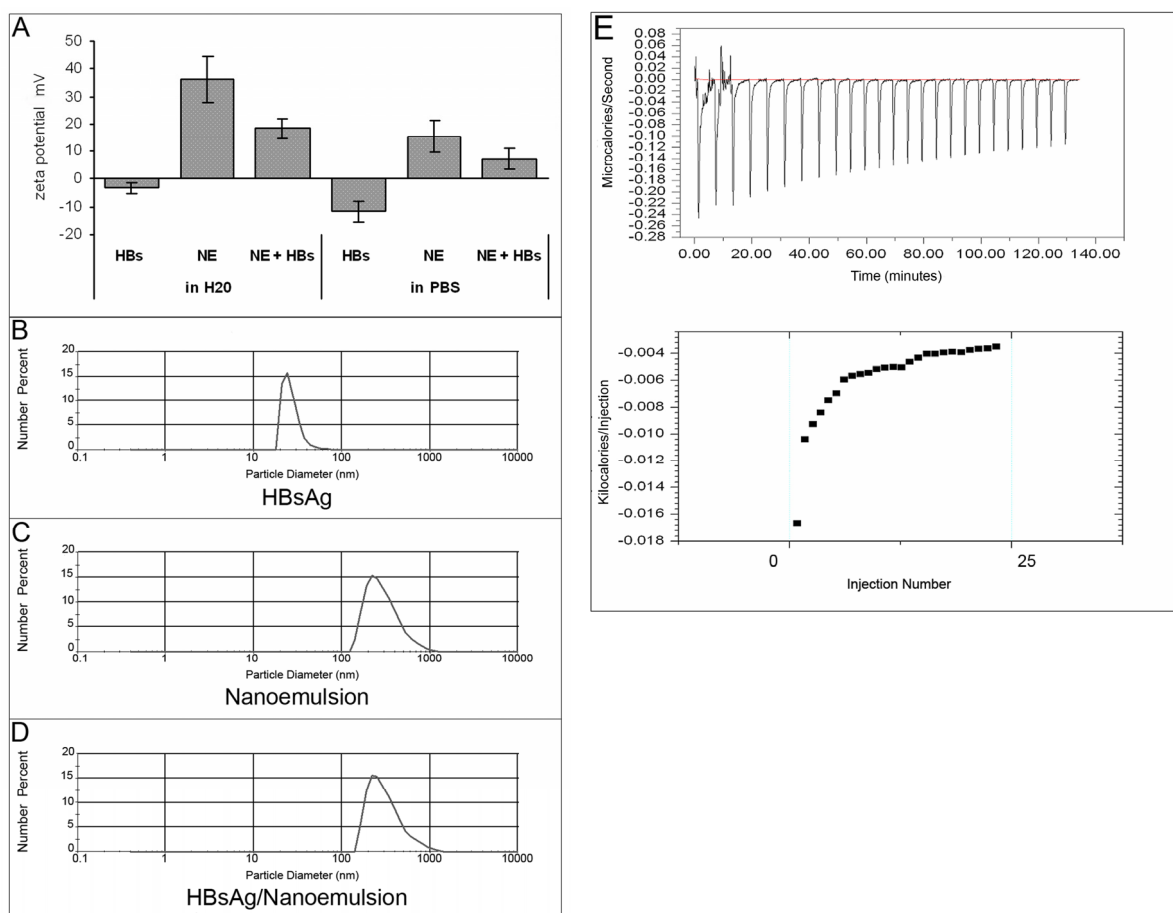 A
zeta potential mV
50
40
30
20
10
0
-10
-20
HBs NE NE + HBs HBs NE NE + HBs
in H20 in PBS
B
Number Percent
20
15
10
5
0
0.1 1 10 100 1000 10000
Particle Diameter (nm)
HBsAg
C
Number Percent
20
15
10
5
0
0.1 1 10 100 1000 10000
Particle Diameter (nm)
Nanoemulsion
D
Number Percent
20
15
10
5
0
0.1 1 10 100 1000 10000
Particle Diameter (nm)
HBsAg/Nanoemulsion
E
Microcalories/Second
0.08
0.06
0.04
0.02
0.00
-0.02
-0.04
-0.06
-0.09
-0.11
-0.13
-0.14
-0.16
-0.18
-0.20
-0.22
-0.24
-0.26
-0.28
0.00 20.00 40.00 60.00 80.00 100.00 120.00 140.00
Time (minutes)
Kilocalories/Injection
-0.004
-0.006
-0.008
-0.010
-0.012
-0.014
-0.016
-0.018
0 25
Injection Number